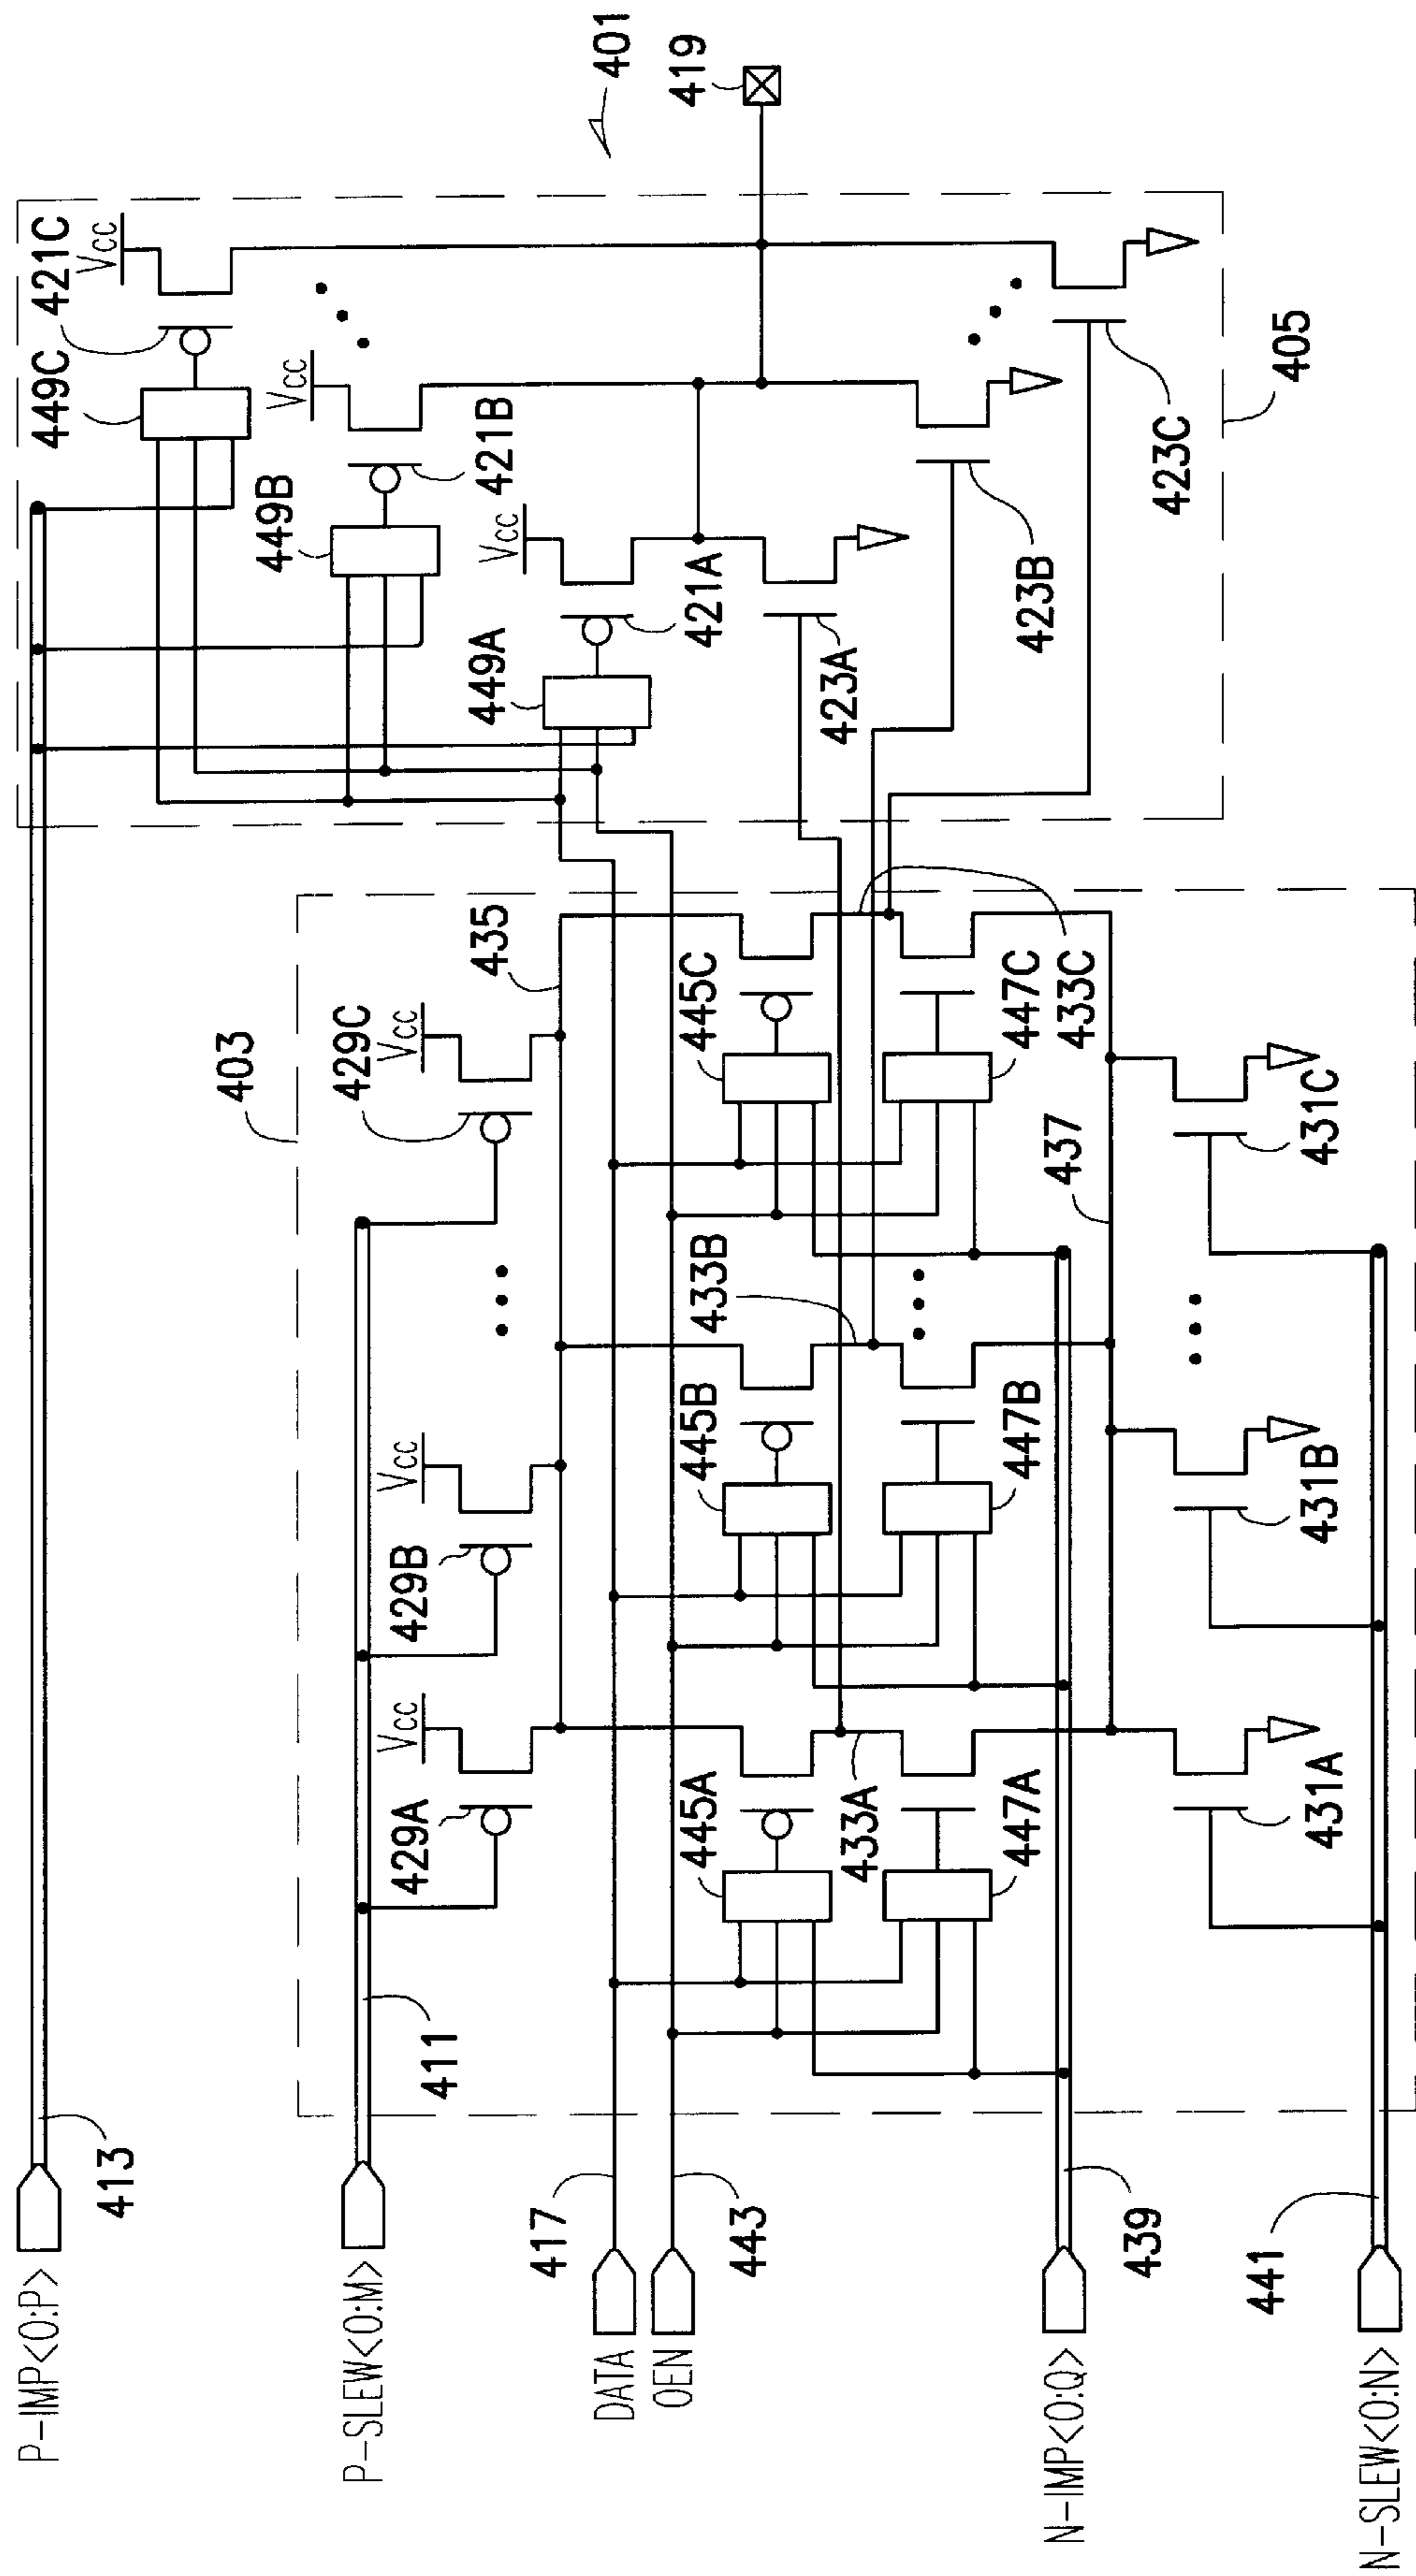 401
419
421C
VCC
449C
VCC
421B
449B
VCC
421A
449A
423A
423B
423C
405
403
435
VCC
429C
445C
447C
433C
437
431C
433B
VCC
429B
445B
447B
431B
VCC
429A
445A
433A
447A
431A
411
413
417
443
439
441
P-IMP<0:P>
P-SLEW<0:M>
DATA
OEN
N-IMP<0:Q>
N-SLEW<0:N>